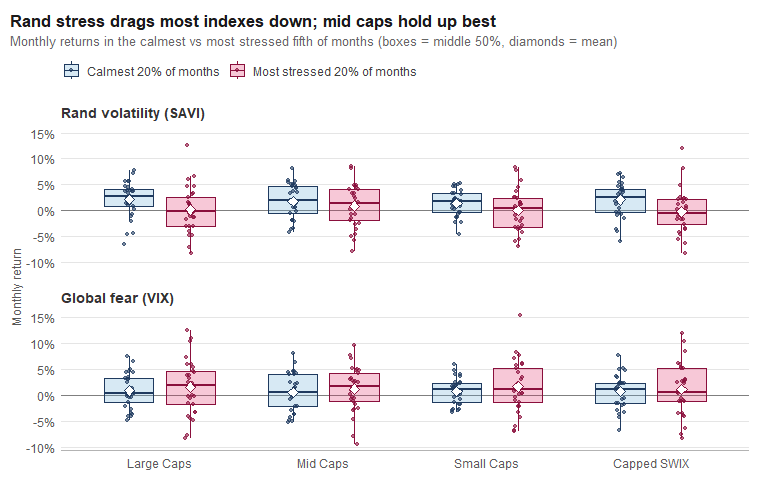 Rand stress drags most indexes down; mid caps hold up best
Monthly returns in the calmest vs most stressed fifth of months (boxes = middle 50%, diamonds = mean)
Calmest 20% of months
Most stressed 20% of months
Rand volatility (SAVI)
15%
10%
5%
0%
-5%
-10%
Global fear (VIX)
15%
10%
5%
0%
-5%
-10%
Monthly return
Large Caps
Mid Caps
Small Caps
Capped SWIX